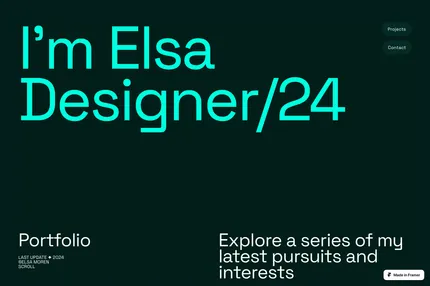 I'm Elsa
Designer/24
Projects
Contact
Portfolio
LAST UPDATE ✦ 2024
©ELSA MOREN
SCROLL
Explore a series of my
latest pursuits and
interests
Made in Framer